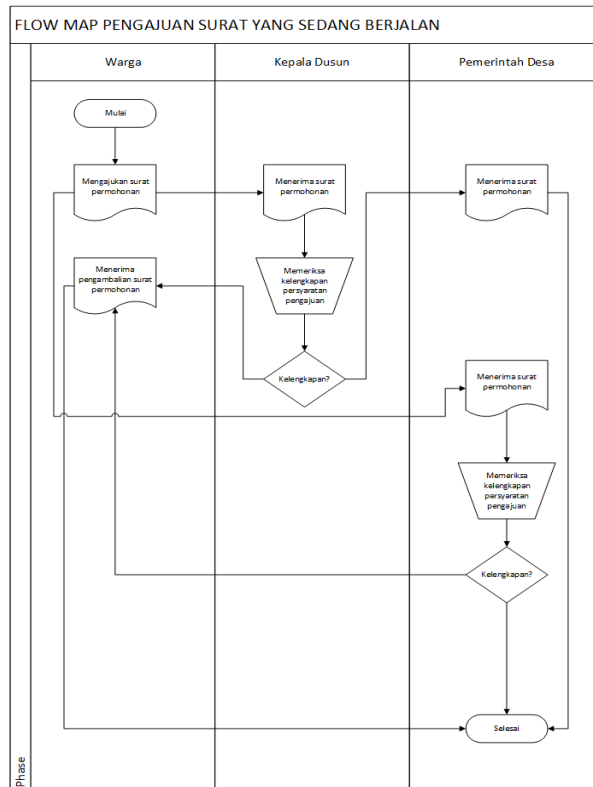 FLOW MAP PENGAJUAN SURAT YANG SEDANG BERJALAN
Warga
Kepala Dusun
Pemerintah Desa
Mulai
Mengajukan surat
permohonan
Menerima surat
permohonan
Menerima surat
permohonan
Menerima
pengambalian surat
permohonan
Memeriksa
kelengkapan
persyaratan
pengajuan
Kelengkapan?
Menerima surat
permohonan
Memeriksa
kelengkapan
persyaratan
pengajuan
Kelengkapan?
Selesai
Phase